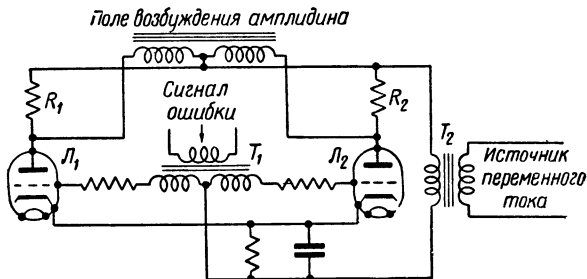 Поле возбуждения амплидина
R₁
Сигнал
ошибки
R₂
Л₁
T₁
Л₂
T₂
Источник
переменного
тока